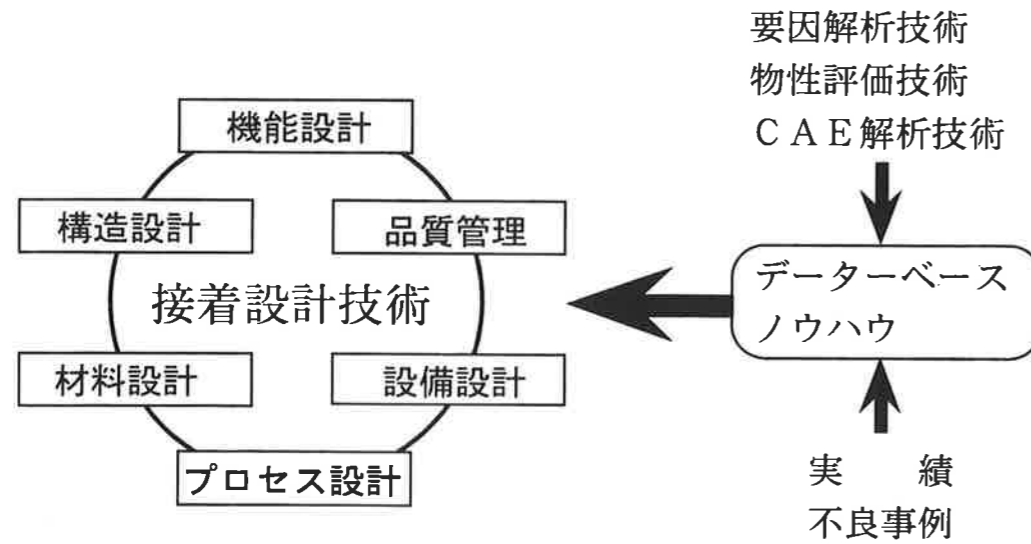 要因解析技術
物性評価技術
ＣＡＥ解析技術
機能設計
構造設計
品質管理
接着設計技術
材料設計
設備設計
プロセス設計
データーベース
ノウハウ
実　　績
不良事例